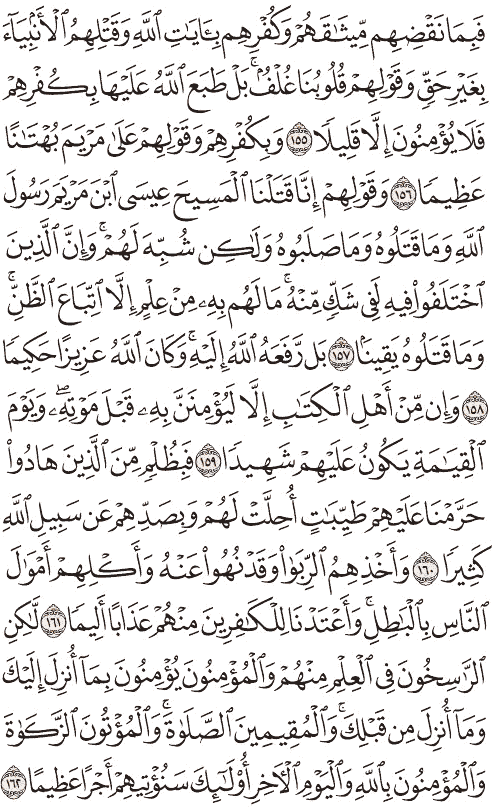 فَبِمَا نَقْضِهِم مِّيثَٰقَهُمْ وَكُفْرِهِم بِـَٔايَٰتِ ٱللَّهِ وَقَتْلِهِمُ ٱلْأَنۢبِيَآءَ
بِغَيْرِ حَقٍّ وَقَوْلِهِمْ قُلُوبُنَا غُلْفٌۢ ۚ بَلْ طَبَعَ ٱللَّهُ عَلَيْهَا بِكُفْرِهِمْ
فَلَا يُؤْمِنُونَ إِلَّا قَلِيلًا ١٥٥ وَبِكُفْرِهِمْ وَقَوْلِهِمْ عَلَىٰ مَرْيَمَ بُهْتَٰنًا
عَظِيمًا ١٥٦ وَقَوْلِهِمْ إِنَّا قَتَلْنَا ٱلْمَسِيحَ عِيسَى ٱبْنَ مَرْيَمَ رَسُولَ
ٱللَّهِ وَمَا قَتَلُوهُ وَمَا صَلَبُوهُ وَلَٰكِن شُبِّهَ لَهُمْ ۚ وَإِنَّ ٱلَّذِينَ
ٱخْتَلَفُوا۟ فِيهِ لَفِى شَكٍّ مِّنْهُ ۚ مَا لَهُم بِهِۦ مِنْ عِلْمٍ إِلَّا ٱتِّبَاعَ ٱلظَّنِّ ۚ
وَمَا قَتَلُوهُ يَقِينًۢا ١٥٧ بَل رَّفَعَهُ ٱللَّهُ إِلَيْهِ ۚ وَكَانَ ٱللَّهُ عَزِيزًا حَكِيمًا
١٥٨ وَإِن مِّنْ أَهْلِ ٱلْكِتَٰبِ إِلَّا لَيُؤْمِنَنَّ بِهِۦ قَبْلَ مَوْتِهِۦ ۖ وَيَوْمَ
ٱلْقِيَٰمَةِ يَكُونُ عَلَيْهِمْ شَهِيدًا ١٥٩ فَبِظُلْمٍ مِّنَ ٱلَّذِينَ هَادُوا۟
حَرَّمْنَا عَلَيْهِمْ طَيِّبَٰتٍ أُحِلَّتْ لَهُمْ وَبِصَدِّهِمْ عَن سَبِيلِ ٱللَّهِ
كَثِيرًا ١٦٠ وَأَخْذِهِمُ ٱلرِّبَوٰا۟ وَقَدْ نُهُوا۟ عَنْهُ وَأَكْلِهِمْ أَمْوَٰلَ
ٱلنَّاسِ بِٱلْبَٰطِلِ ۚ وَأَعْتَدْنَا لِلْكَٰفِرِينَ مِنْهُمْ عَذَابًا أَلِيمًا ١٦١ لَّٰكِنِ
ٱلرَّٰسِخُونَ فِى ٱلْعِلْمِ مِنْهُمْ وَٱلْمُؤْمِنُونَ يُؤْمِنُونَ بِمَآ أُنزِلَ إِلَيْكَ
وَمَآ أُنزِلَ مِن قَبْلِكَ ۚ وَٱلْمُقِيمِينَ ٱلصَّلَوٰةَ ۚ وَٱلْمُؤْتُونَ ٱلزَّكَوٰةَ
وَٱلْمُؤْمِنُونَ بِٱللَّهِ وَٱلْيَوْمِ ٱلْـَٔاخِرِ أُو۟لَٰٓئِكَ سَنُؤْتِيهِمْ أَجْرًا عَظِيمًا ١٦٢